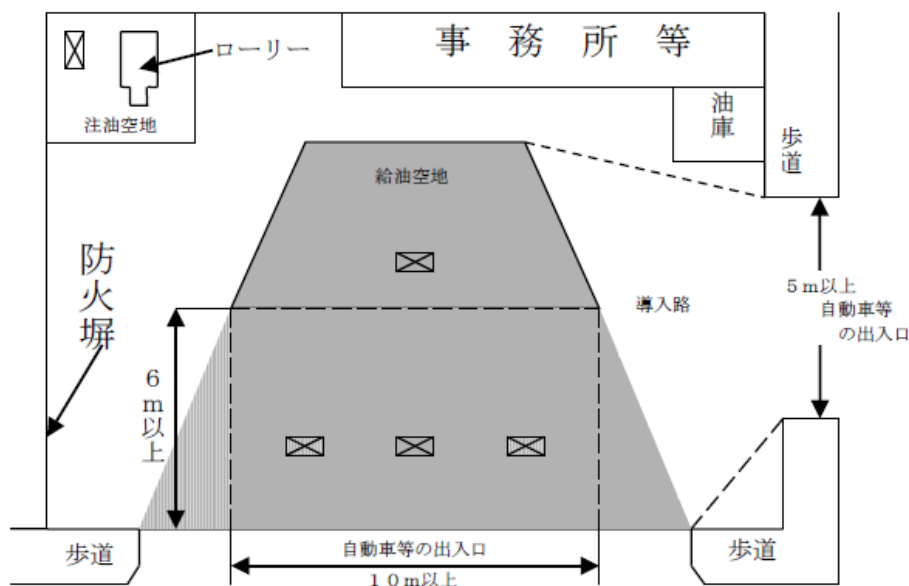 事務所等
ローリー
注油空地
油庫
歩道
給油空地
防火塀
導入路
5m以上
自動車等
の出入口
6m以上
歩道
自動車等の出入口
10m以上
歩道